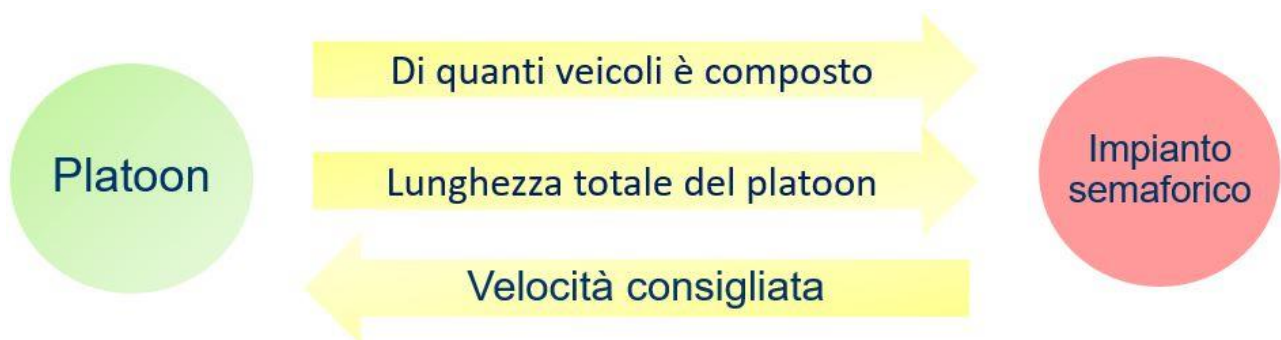 Di quanti veicoli è composto
Platoon
Lunghezza totale del platoon
Impianto
semaforico
Velocità consigliata